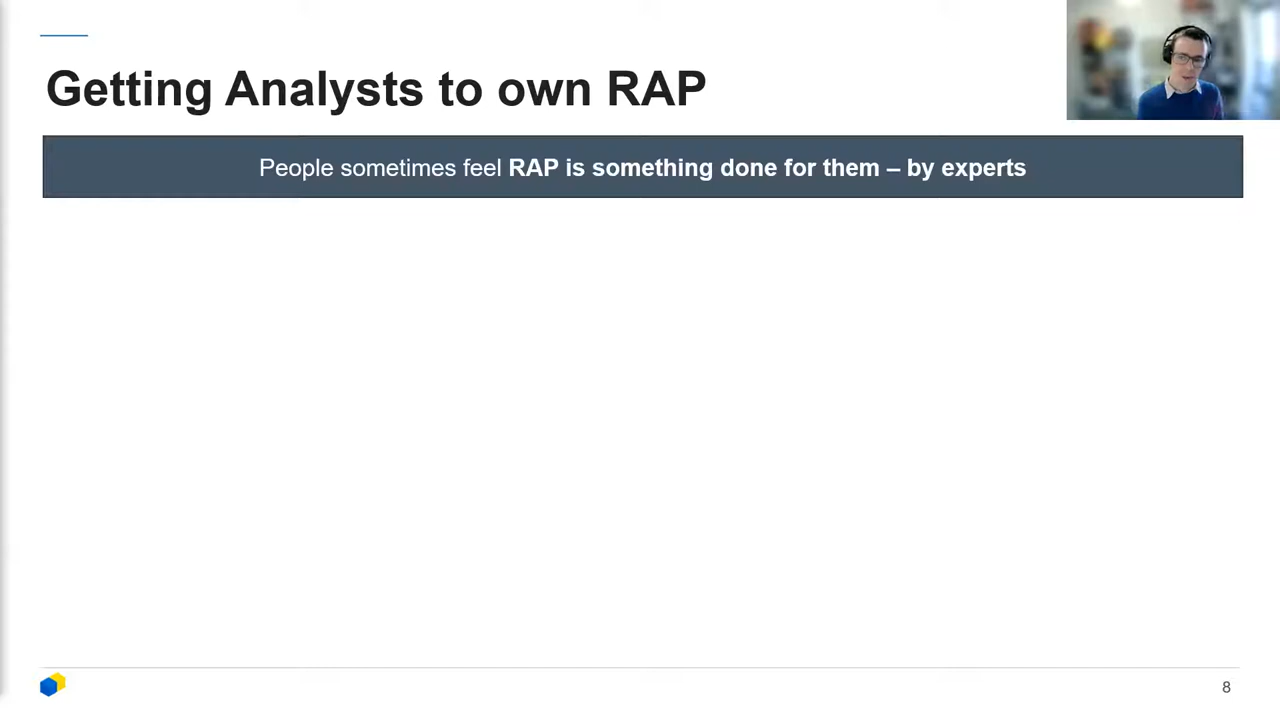 Getting Analysts to own RAP
People sometimes feel RAP is something done for them – by experts
8